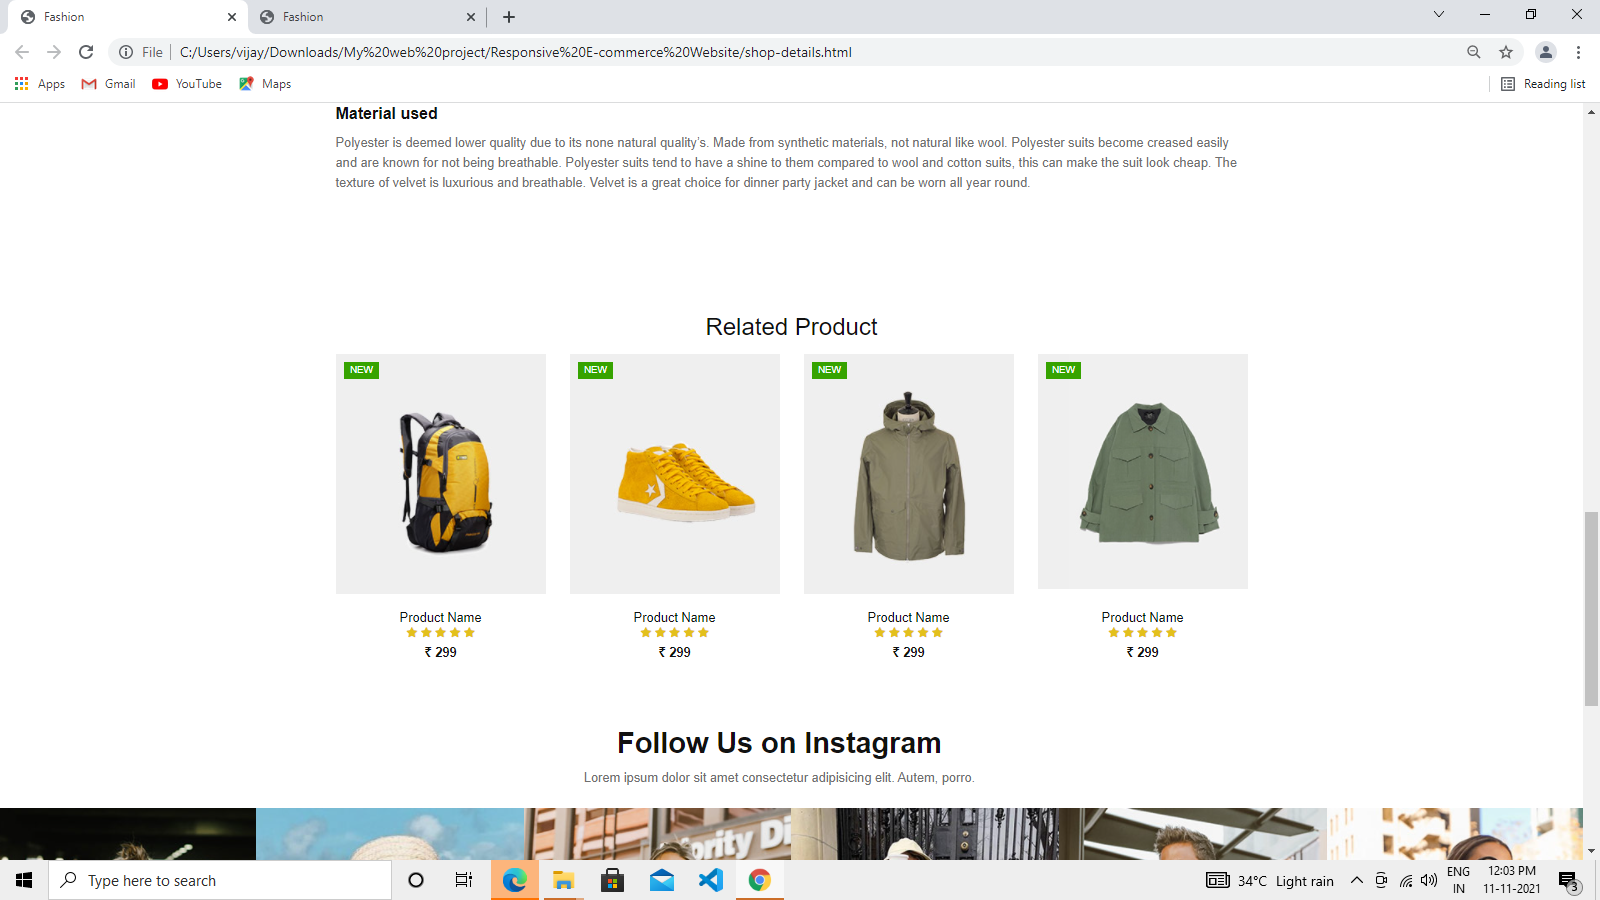 Fashion
Fashion
File
C:/Users/vijay/Downloads/My%20web%20project/Responsive%20E-commerce%20Website/shop-details.html
Apps
Gmail
YouTube
Maps
Reading list
Material used
Polyester is deemed lower quality due to its none natural quality’s. Made from synthetic materials, not natural like wool. Polyester suits become creased easily
and are known for not being breathable. Polyester suits tend to have a shine to them compared to wool and cotton suits, this can make the suit look cheap. The
texture of velvet is luxurious and breathable. Velvet is a great choice for dinner party jacket and can be worn all year round.
Related Product
NEW
NEW
NEW
NEW
Product Name
₹ 299
Product Name
₹ 299
Product Name
₹ 299
Product Name
₹ 299
Follow Us on Instagram
Lorem ipsum dolor sit amet consectetur adipisicing elit. Autem, porro.
ority Di
Type here to search
34°C Light rain
ENG
IN
12:03 PM
11-11-2021
3